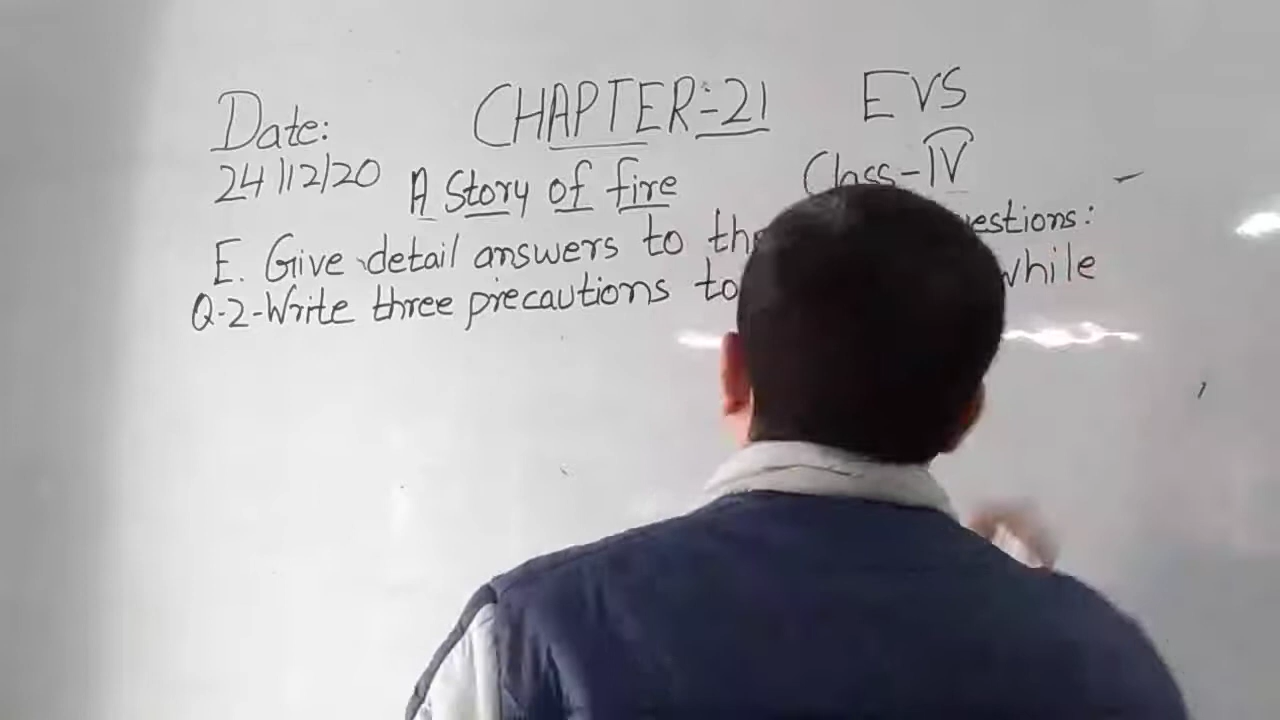 Date: CHAPTER:-21 EVS
24/12/20 A Story of fire Class-IV
E. Give detail answers to the
Q-2-Write three precautions to while